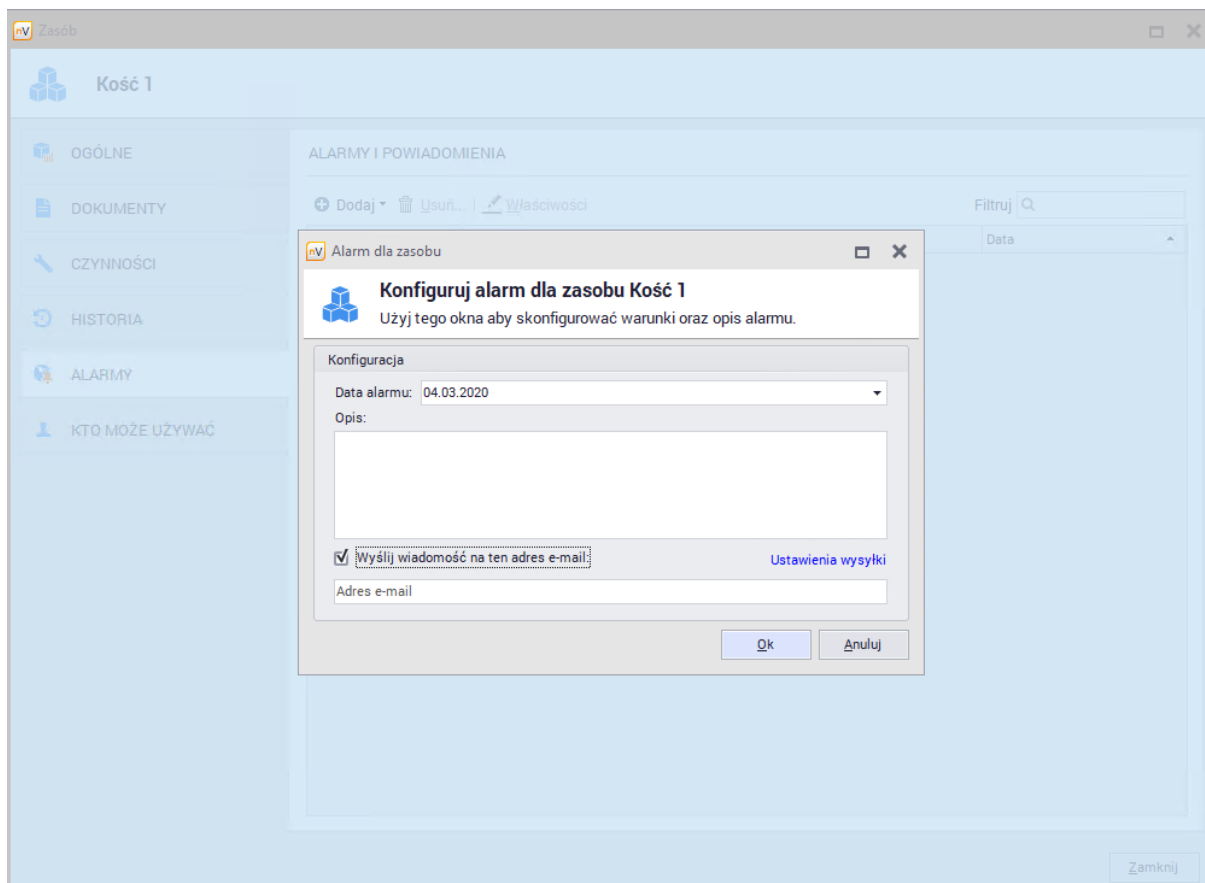 nV Zasób
Kość 1
OGÓLNE
DOKUMENTY
CZYNNOŚCI
HISTORIA
ALARMY
KTO MOŻE UŻYWAĆ
ALARMY I POWIADOMIENIA
Dodaj Usuń... Właściwości Filtruj
Data
nV Alarm dla zasobu
Konfiguruj alarm dla zasobu Kość 1
Użyj tego okna aby skonfigurować warunki oraz opis alarmu.
Konfiguracja
Data alarmu: 04.03.2020
Opis:
Wyślij wiadomość na ten adres e-mail: Ustawienia wysyłki
Adres e-mail
Ok Anuluj
Zamknij